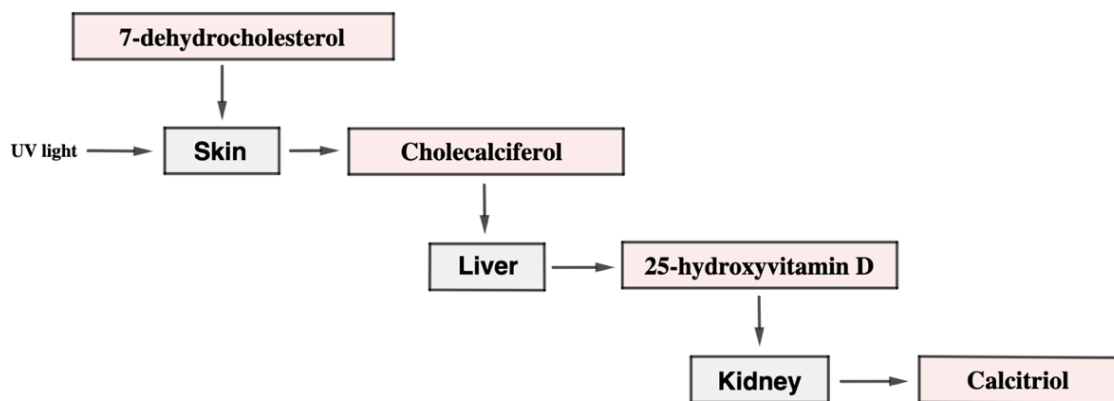 7-dehydrocholesterol
UV light
Skin
Cholecalciferol
Liver
25-hydroxyvitamin D
Kidney
Calcitriol